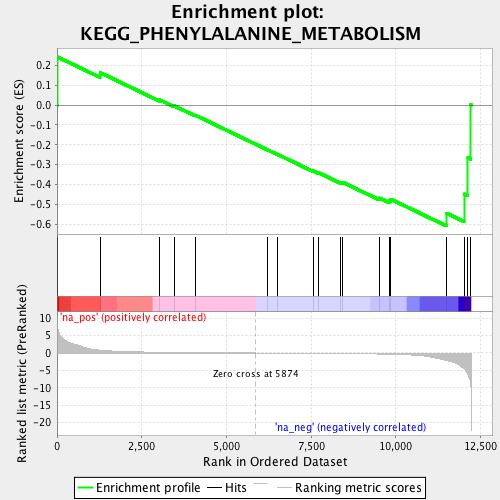 Enrichment plot:
KEGG_PHENYLALANINE_METABOLISM
Enrichment score (ES)
0.2
0.1
0.0
-0.1
-0.2
-0.3
-0.4
-0.5
-0.6
'na_pos' (positively correlated)
Ranked list metric (PreRanked)
10
5
0
-5
-10
-15
-20
Zero cross at 5874
'na_neg' (negatively correlated)
0
2,500
5,000
7,500
10,000
12,500
Rank in Ordered Dataset
Enrichment profile
Hits
Ranking metric scores